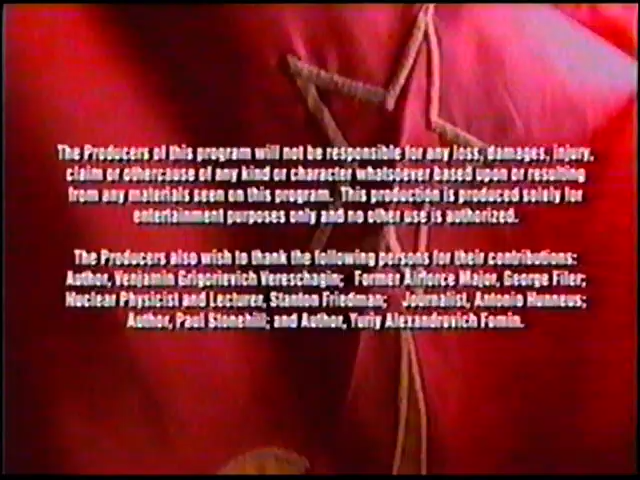 The Producers of this program will not be responsible for any loss, damages, injury,
claim or othercause of any kind or character whatsoever based upon or resulting
from any materials seen on this program. This production is produced solely for
entertainment purposes only and no other use is authorized.
The Producers also wish to thank the following persons for their contributions:
Author, Venjamin Grigorievich Vereschagin; Former Airforce Major, George Filer;
Nuclear Physicist and Lecturer, Stanton Friedman; Journalist, Antonio Hunneus;
Author, Paul Stonehill; and Author, Yuriy Alexandrovich Fomin.